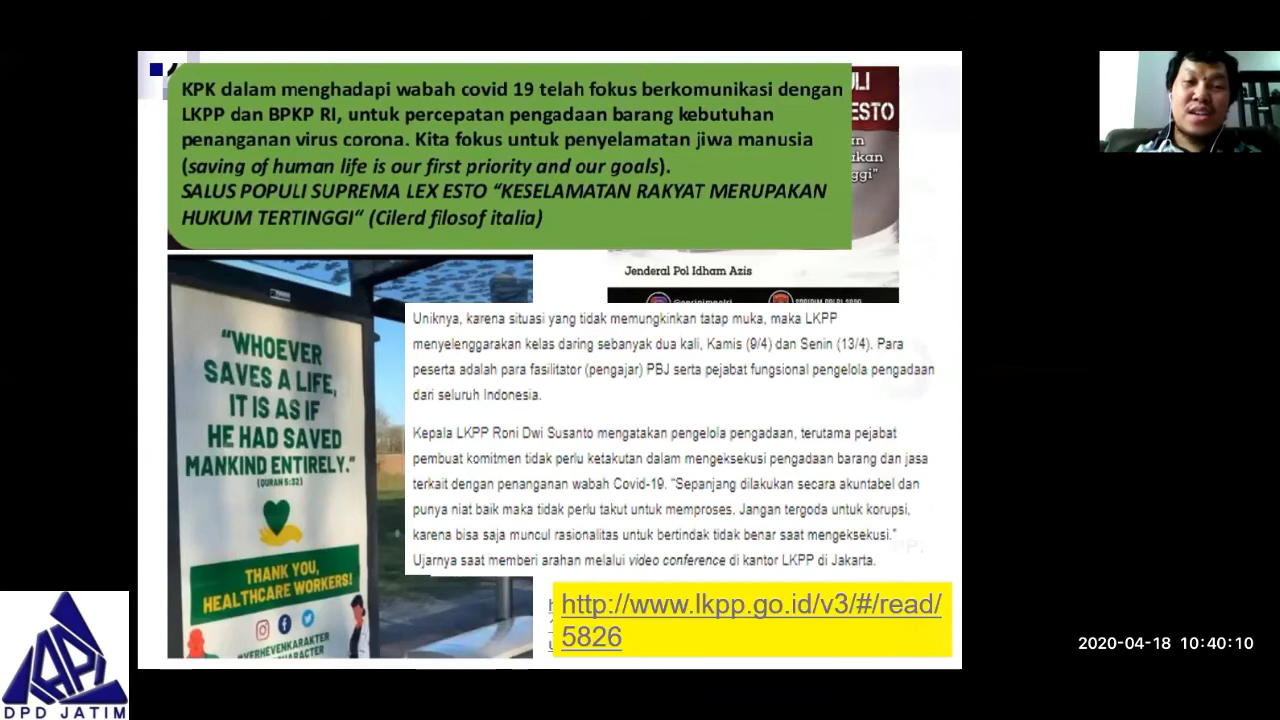 KPK dalam menghadapi wabah covid 19 telah fokus berkomunikasi dengan
LKPP dan BPKP RI, untuk percepatan pengadaan barang kebutuhan
penanganan virus corona. Kita fokus untuk penyelamatan jiwa manusia
(saving of human life is our first priority and our goals).
SALUS POPULI SUPREMA LEX ESTO “KESELAMATAN RAKYAT MERUPAKAN
HUKUM TERTINGGI“ (Cilerd filosof italia)
ULI
ESTO
an
akan
ggi"
Jenderal Pol Idham Azis
“WHOEVER
SAVES A LIFE,
IT IS AS IF
HE HAD SAVED
MANKIND ENTIRELY.”
(QURAN 5:32)
THANK YOU,
HEALTHCARE WORKERS!
Uniknya, karena situasi yang tidak memungkinkan tatap muka, maka LKPP
menyelenggarakan kelas daring sebanyak dua kali, Kamis (9/4) dan Senin (13/4). Para
peserta adalah para fasilitator (pengajar) PBJ serta pejabat fungsional pengelola pengadaan
dari seluruh Indonesia.
Kepala LKPP Roni Dwi Susanto mengatakan pengelola pengadaan, terutama pejabat
pembuat komitmen tidak perlu ketakutan dalam mengeksekusi pengadaan barang dan jasa
terkait dengan penanganan wabah Covid-19. “Sepanjang dilakukan secara akuntabel dan
punya niat baik maka tidak perlu takut untuk memproses. Jangan tergoda untuk korupsi,
karena bisa saja muncul rasionalitas untuk bertindak tidak benar saat mengeksekusi.”
Ujarnya saat memberi arahan melalui video conference di kantor LKPP di Jakarta.
http://www.lkpp.go.id/v3/#/read/
5826
IAPI
DPD JATIM
2020-04-18 10:40:10